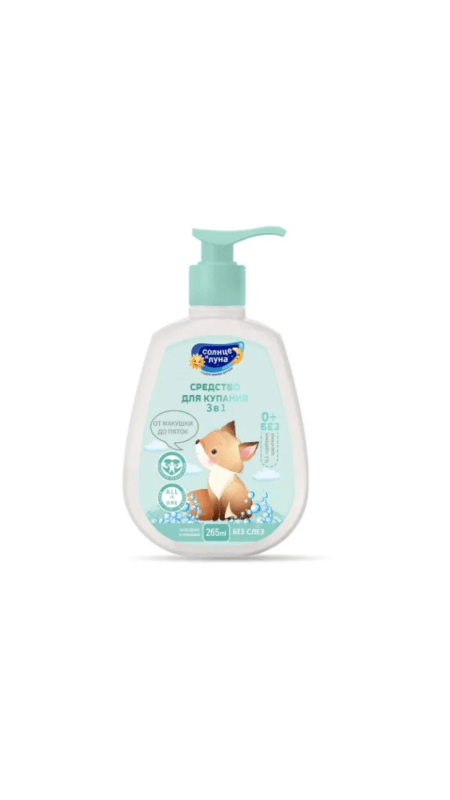 солнце
и луна
СРЕДСТВО
ДЛЯ КУПАНИЯ
3 в 1
ОТ МАКУШКИ
ДО ПЯТОК
0+
БЕЗ
ALL
IN
ONE
265ml
БЕЗ СЛЕЗ